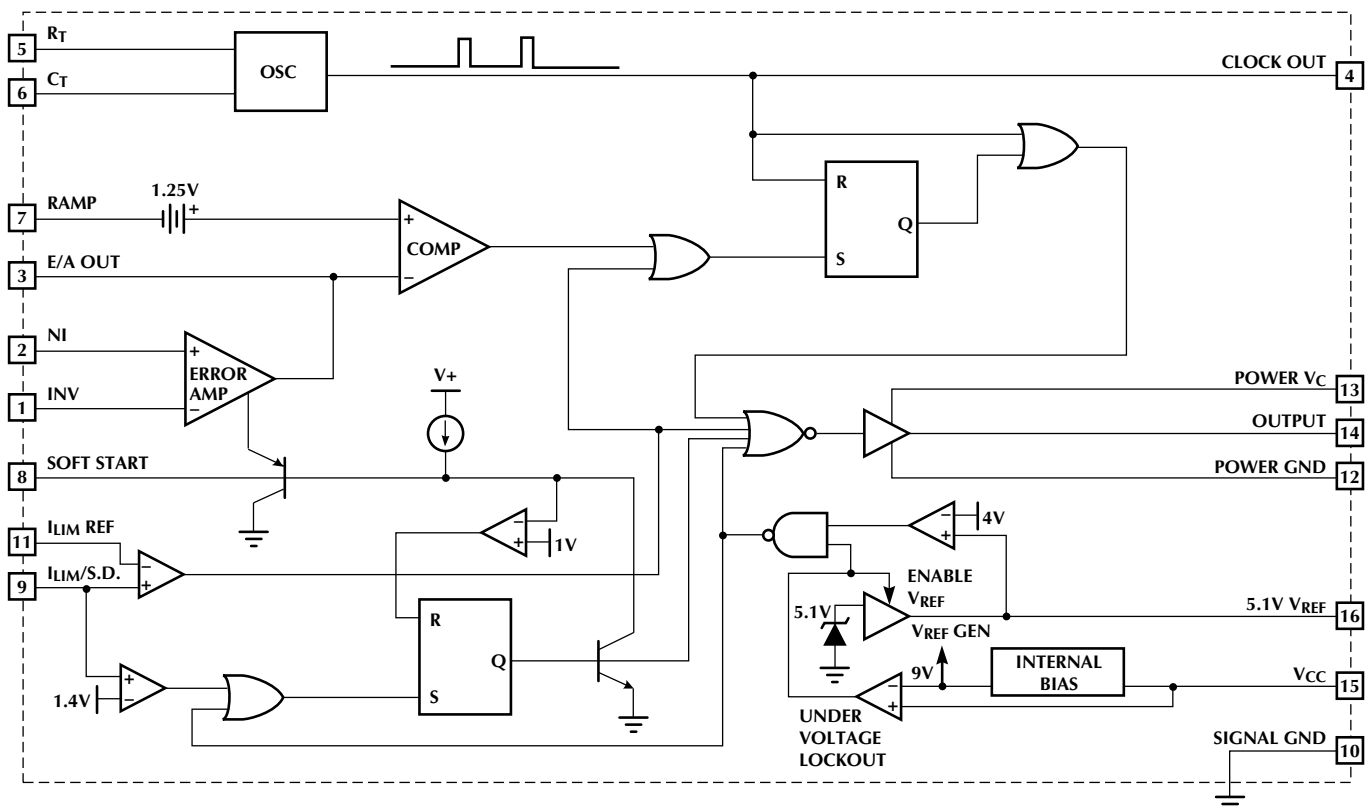 5 RT
OSC
CLOCK OUT 4
6 CT
R
Q
S
1.25V
7 RAMP
+
+
COMP
–
3 E/A OUT
2 NI
+
ERROR
AMP
–
1 INV
V+
POWER VC 13
OUTPUT 14
POWER GND 12
8 SOFT START
–
+
1V
–
+
4V
11 ILIM REF
–
+
9 ILIM/S.D.
ENABLE
VREF
5.1V
5.1V VREF 16
VREF GEN
R
Q
S
+
–
1.4V
9V
–
+
INTERNAL
BIAS
VCC 15
UNDER
VOLTAGE
LOCKOUT
SIGNAL GND 10